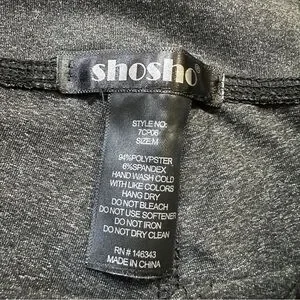 shosho
STYLE NO:
7CP06
SIZE:M
94%POLYPSTER
6%SPANDEX
HAND WASH COLD
WITH LIKE COLORS
HANG DRY
DO NOT BLEACH
DO NOT USE SOFTENER
DO NOT IRON
DO NOT DRY CLEAN
RN # 146343
MADE IN CHINA